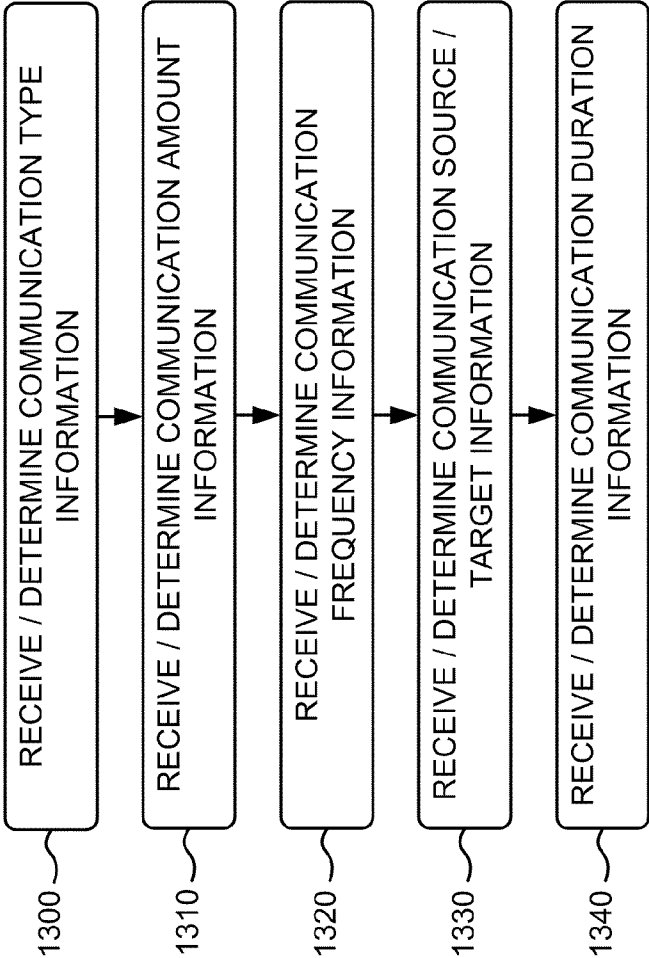 1300
RECEIVE / DETERMINE COMMUNICATION TYPE
INFORMATION
1310
RECEIVE / DETERMINE COMMUNICATION AMOUNT
INFORMATION
1320
RECEIVE / DETERMINE COMMUNICATION
FREQUENCY INFORMATION
1330
RECEIVE / DETERMINE COMMUNICATION SOURCE /
TARGET INFORMATION
1340
RECEIVE / DETERMINE COMMUNICATION DURATION
INFORMATION